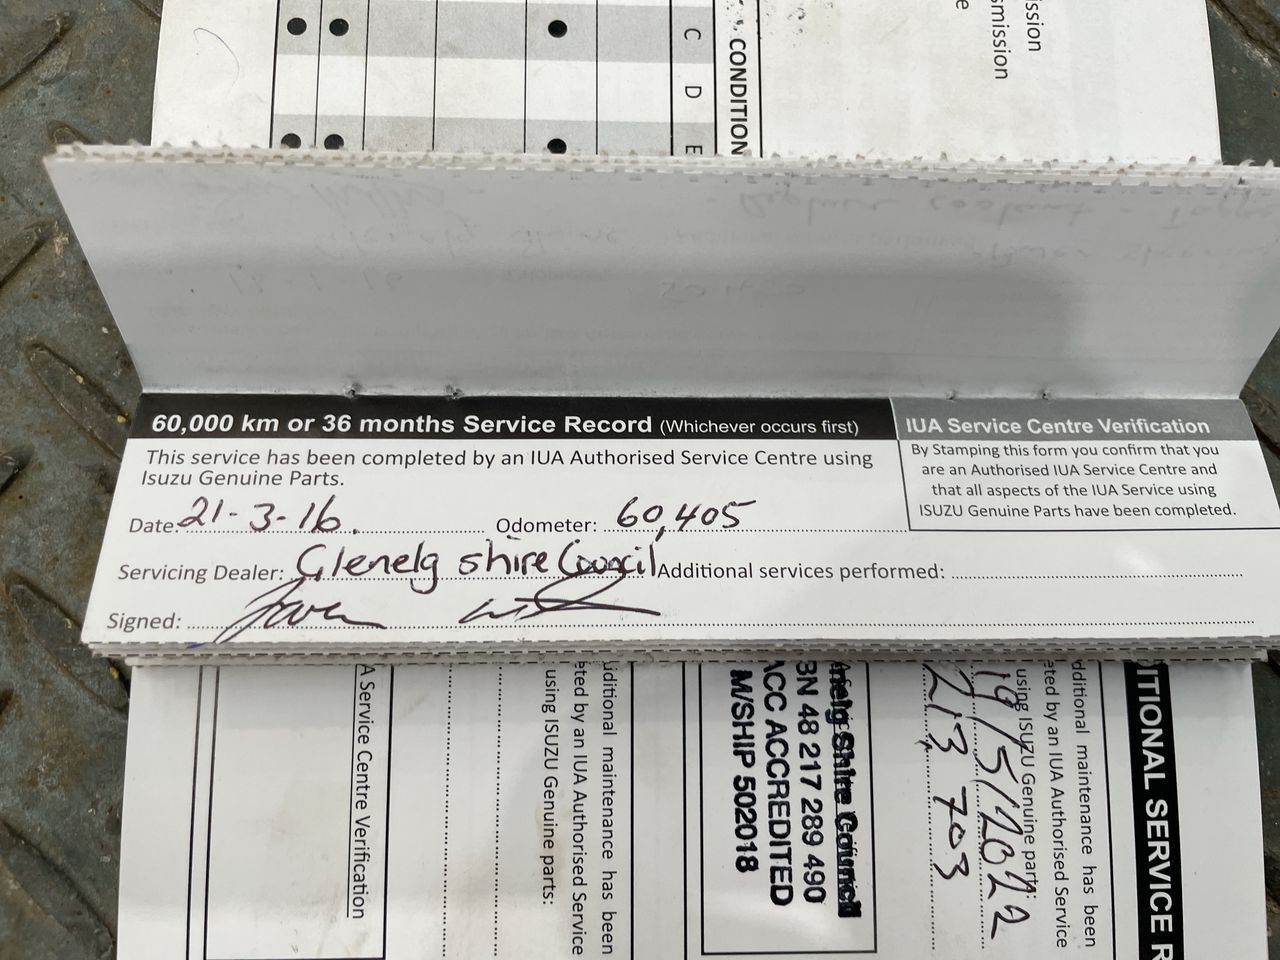 ission
smission
e
CONDITION
C
D
E
60,000 km or 36 months Service Record (Whichever occurs first)
This service has been completed by an IUA Authorised Service Centre using
Isuzu Genuine Parts.
Date: 21-3-16. Odometer: 60,405
Servicing Dealer: Glenelg Shire Council Additional services performed:
Signed:
IUA Service Centre Verification
By Stamping this form you confirm that you
are an Authorised IUA Service Centre and
that all aspects of the IUA Service using
ISUZU Genuine Parts have been completed.
ITIONAL SERVICE R
dditional maintenance has been
eted by an IUA Authorised Service
using ISUZU Genuine parts:
19/5/2022
213 703
nelg Shire Council
BN 48 217 289 490
ACC ACCREDITED
M/SHIP 502018
dditional maintenance has been
eted by an IUA Authorised Service
using ISUZU Genuine parts:
A Service Centre Verification